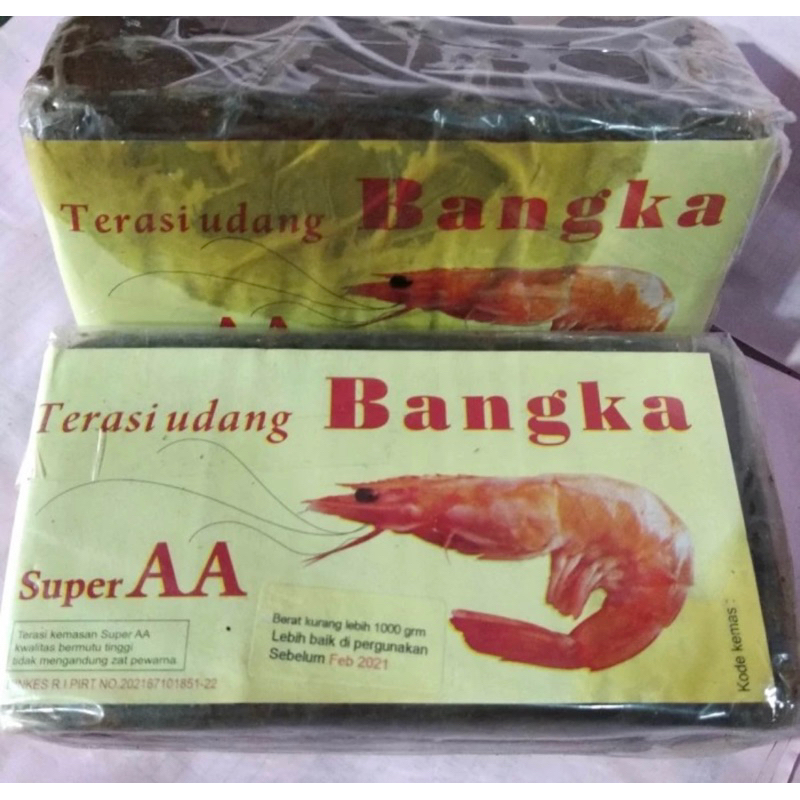 Terasi udang Bangka
AA
Terasi udang Bangka
Super AA
Terasi kemasan Super AA
kwalitas bermutu tinggi
tidak mengandung zat pewarna.
Berat kurang lebih 1000 grm
Lebih baik di pergunakan
Sebelum Feb 2021
Kode kemas :
R.I.PIRT NO.202167101851-22